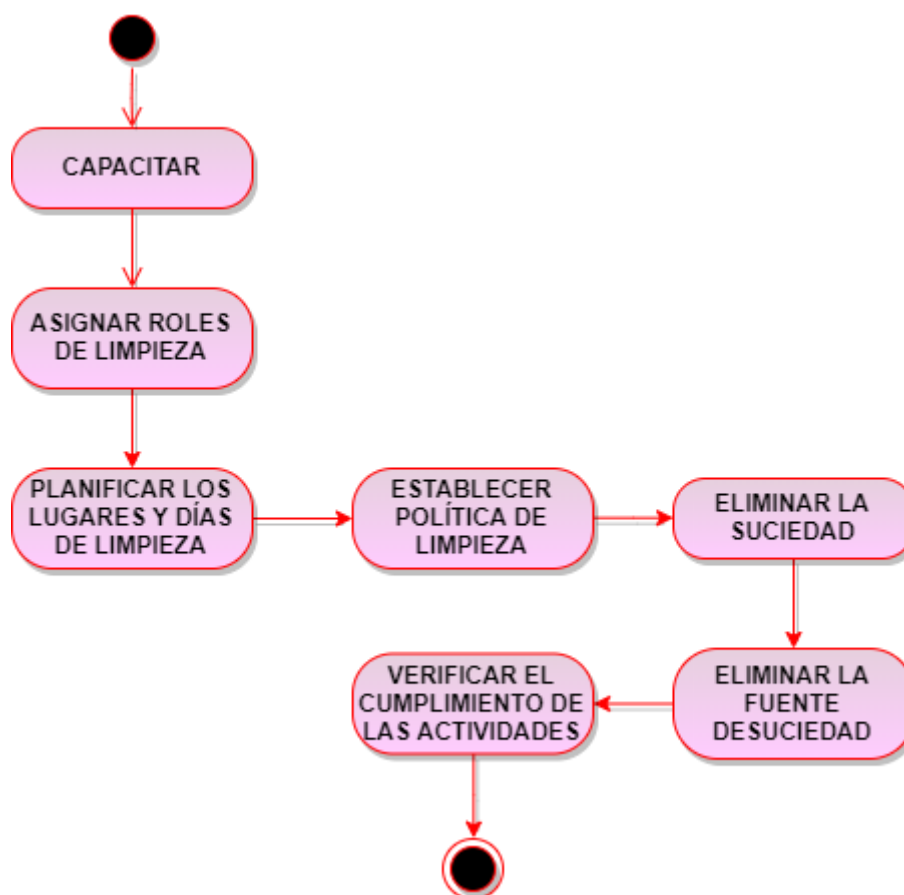 CAPACITAR
ASIGNAR ROLES
DE LIMPIEZA
PLANIFICAR LOS
LUGARES Y DÍAS
DE LIMPIEZA
ESTABLECER
POLÍTICA DE
LIMPIEZA
ELIMINAR LA
SUCIEDAD
ELIMINAR LA
FUENTE
DESUCIEDAD
VERIFICAR EL
CUMPLIMIENTO DE
LAS ACTIVIDADES